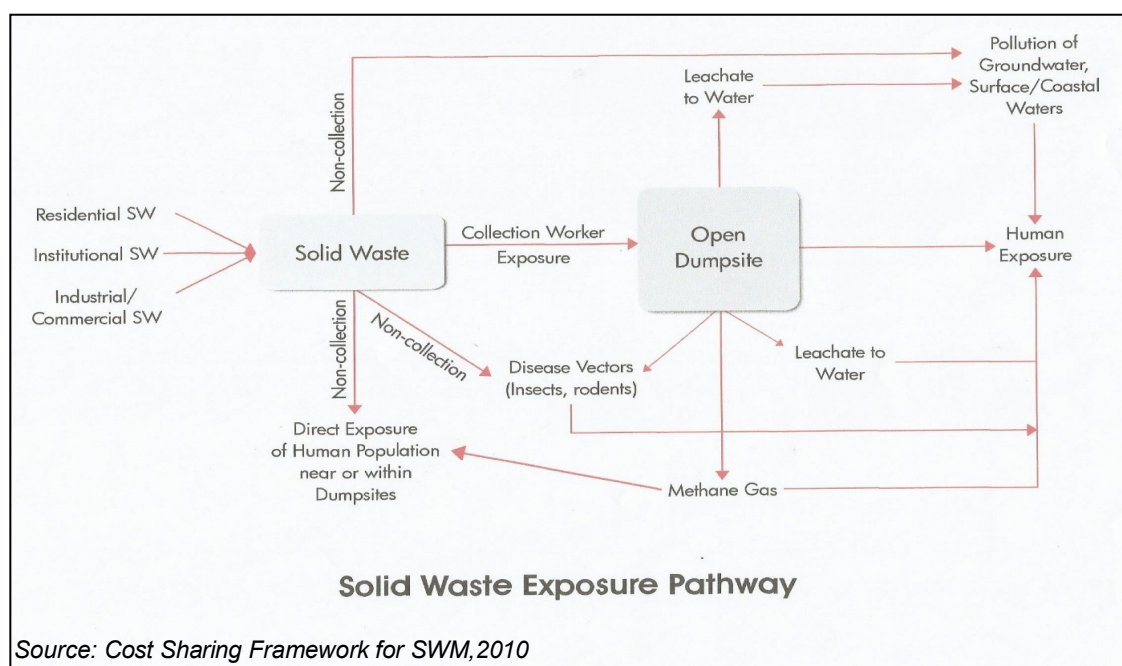 Pollution of
Groundwater,
Surface/Coastal
Waters
Leachate
to Water
Non-collection
Residential SW
Institutional SW
Industrial/
Commercial SW
Solid Waste
Collection Worker
Exposure
Open
Dumpsite
Human
Exposure
Non-collection
Non-collection
Disease Vectors
(Insects, rodents)
Leachate to
Water
Direct Exposure
of Human Population
near or within
Dumpsites
Methane Gas
Solid Waste Exposure Pathway
Source: Cost Sharing Framework for SWM,2010